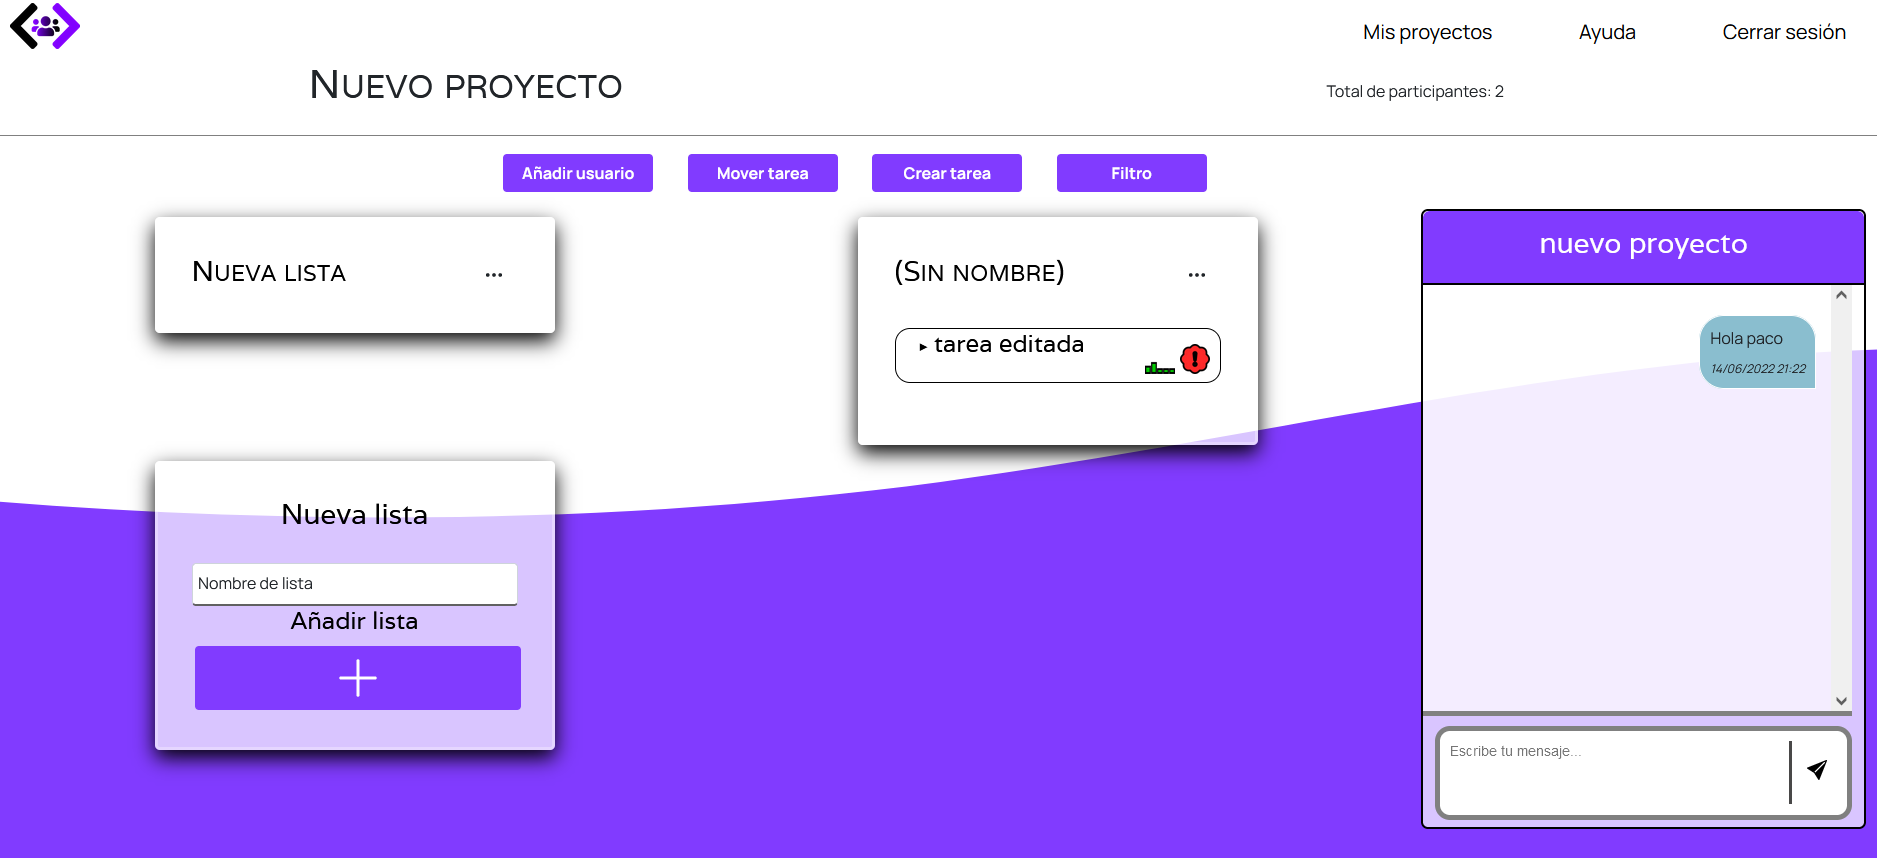 Mis proyectos Ayuda Cerrar sesión
Nuevo proyecto
Total de participantes: 2
Añadir usuario Mover tarea Crear tarea Filtro
Nueva lista ...
(Sin nombre) ...
▸ tarea editada
Nueva lista
Nombre de lista
Añadir lista
nuevo proyecto
Hola paco
14/06/2022 21:22
Escribe tu mensaje...